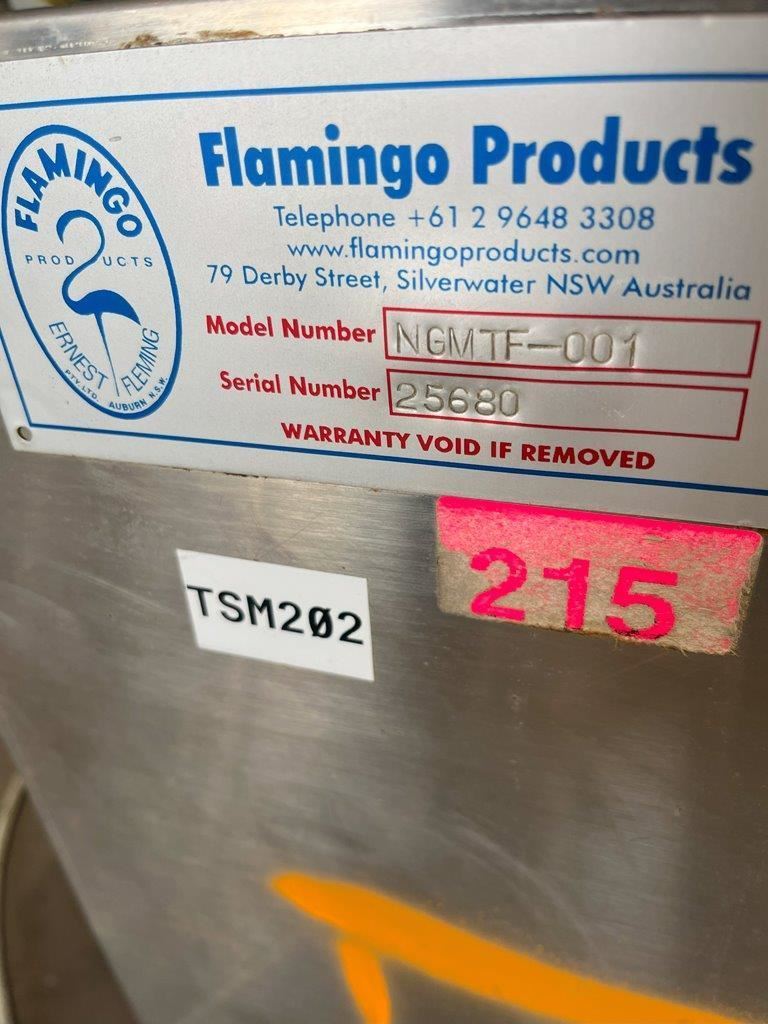 FLAMINGO
PRODUCTS
ERNEST FLEMING
PTY. LTD. AUBURN N.S.W.
Flamingo Products
Telephone +61 2 9648 3308
www.flamingoproducts.com
79 Derby Street, Silverwater NSW Australia
Model Number NGMTF-001
Serial Number 25680
WARRANTY VOID IF REMOVED
TSM2Ø2
215